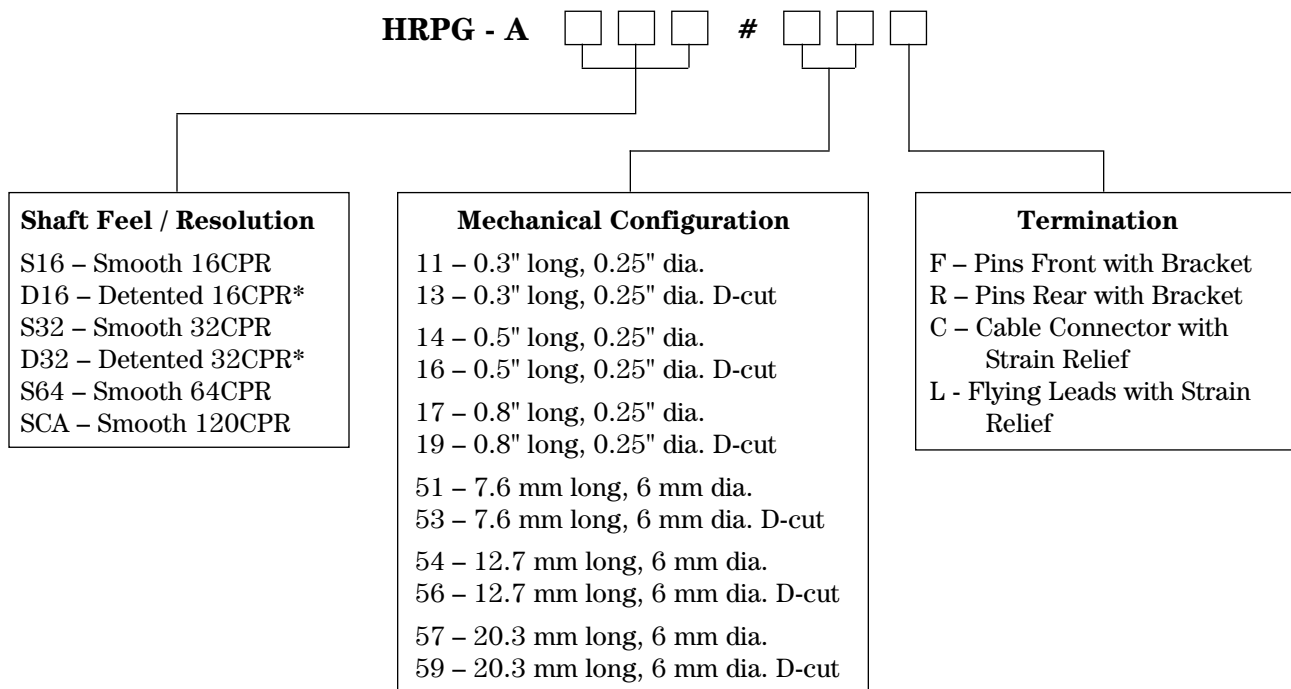 HRPG - A #
Shaft Feel / Resolution
S16 – Smooth 16CPR
D16 – Detented 16CPR*
S32 – Smooth 32CPR
D32 – Detented 32CPR*
S64 – Smooth 64CPR
SCA – Smooth 120CPR
Mechanical Configuration
11 – 0.3" long, 0.25" dia.
13 – 0.3" long, 0.25" dia. D-cut
14 – 0.5" long, 0.25" dia.
16 – 0.5" long, 0.25" dia. D-cut
17 – 0.8" long, 0.25" dia.
19 – 0.8" long, 0.25" dia. D-cut
51 – 7.6 mm long, 6 mm dia.
53 – 7.6 mm long, 6 mm dia. D-cut
54 – 12.7 mm long, 6 mm dia.
56 – 12.7 mm long, 6 mm dia. D-cut
57 – 20.3 mm long, 6 mm dia.
59 – 20.3 mm long, 6 mm dia. D-cut
Termination
F – Pins Front with Bracket
R – Pins Rear with Bracket
C – Cable Connector with
Strain Relief
L - Flying Leads with Strain
Relief